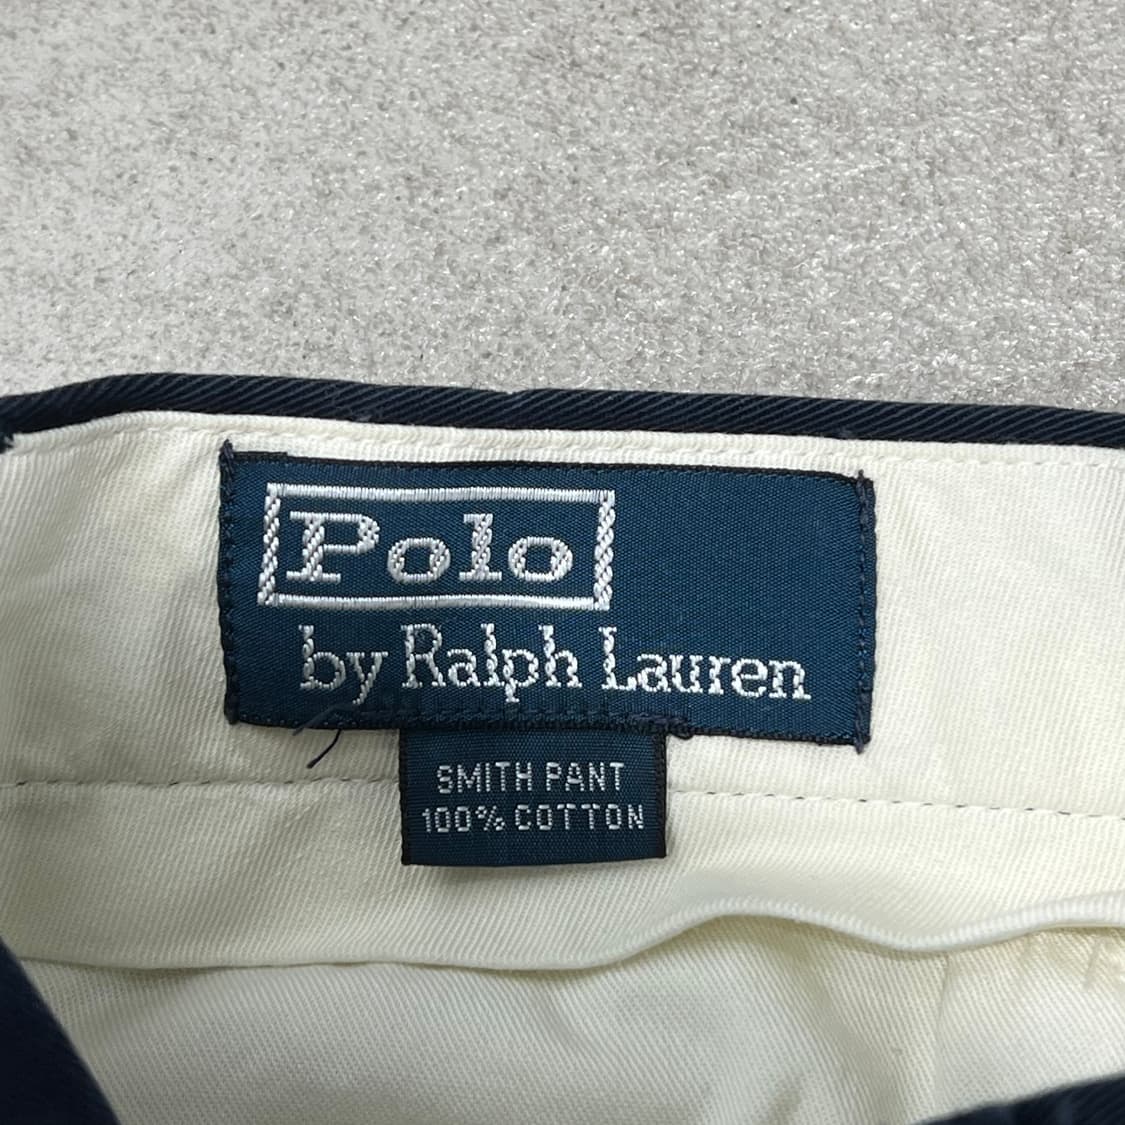 Polo
by Ralph Lauren
SMITH PANT
100% COTTON